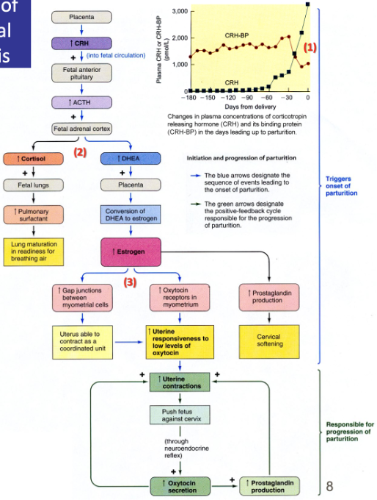 of
al
is
Placenta
↑ CRH
(into fetal circulation)
+
Fetal anterior
pituitary
↑ ACTH
+
Fetal adrenal cortex
(2)
↑ Cortisol
↑ DHEA
+
+
Fetal lungs
Placenta
↑ Pulmonary
surfactant
Conversion of
DHEA to estrogen
Lung maturation
in readiness for
breathing air
↑ Estrogen
Plasma CRH or CRH-BP
(pmol/L)
3,000
2,000
1,000
0
CRH-BP
CRH
(1)
−180 −150 −120 −90 −60 −30 0
Days from delivery
Changes in plasma concentrations of corticotropin
releasing hormone (CRH) and its binding protein
(CRH-BP) in the days leading up to parturition.
Initiation and progression of parturition
The blue arrows designate the
sequence of events leading to
the onset of parturition.
The green arrows designate
the positive-feedback cycle
responsible for the progression
of parturition.
Triggers
onset of
parturition
(3)
↑ Gap junctions
between
myometrial cells
↑ Oxytocin
receptors in
myometrium
↑ Prostaglandin
production
Uterus able to
contract as a
coordinated unit
↑ Uterine
responsiveness to
low levels of
oxytocin
Cervical
softening
+
+
+
↑ Uterine
contractions
Push fetus
against cervix
(through
neuroendocrine
reflex)
+
↑ Oxytocin
secretion
+
↑ Prostaglandin
production
Responsible for
progression of
parturition
8